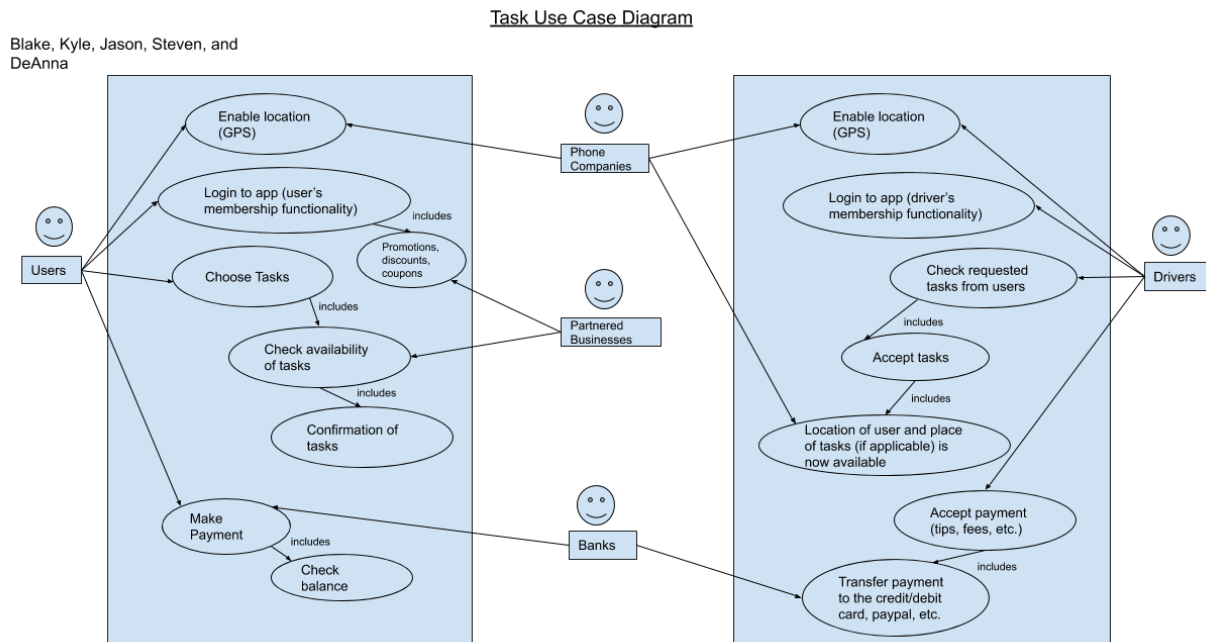 Task Use Case Diagram
Blake, Kyle, Jason, Steven, and
DeAnna
Users
Enable location
(GPS)
Login to app (user's
membership functionality)
includes
Promotions,
discounts,
coupons
Choose Tasks
includes
Check availability
of tasks
includes
Confirmation of
tasks
Make
Payment
includes
Check
balance
Phone
Companies
Partnered
Businesses
Banks
Enable location
(GPS)
Login to app (driver's
membership functionality)
Check requested
tasks from users
includes
Accept tasks
includes
Location of user and place
of tasks (if applicable) is
now available
Accept payment
(tips, fees, etc.)
includes
Transfer payment
to the credit/debit
card, paypal, etc.
Drivers